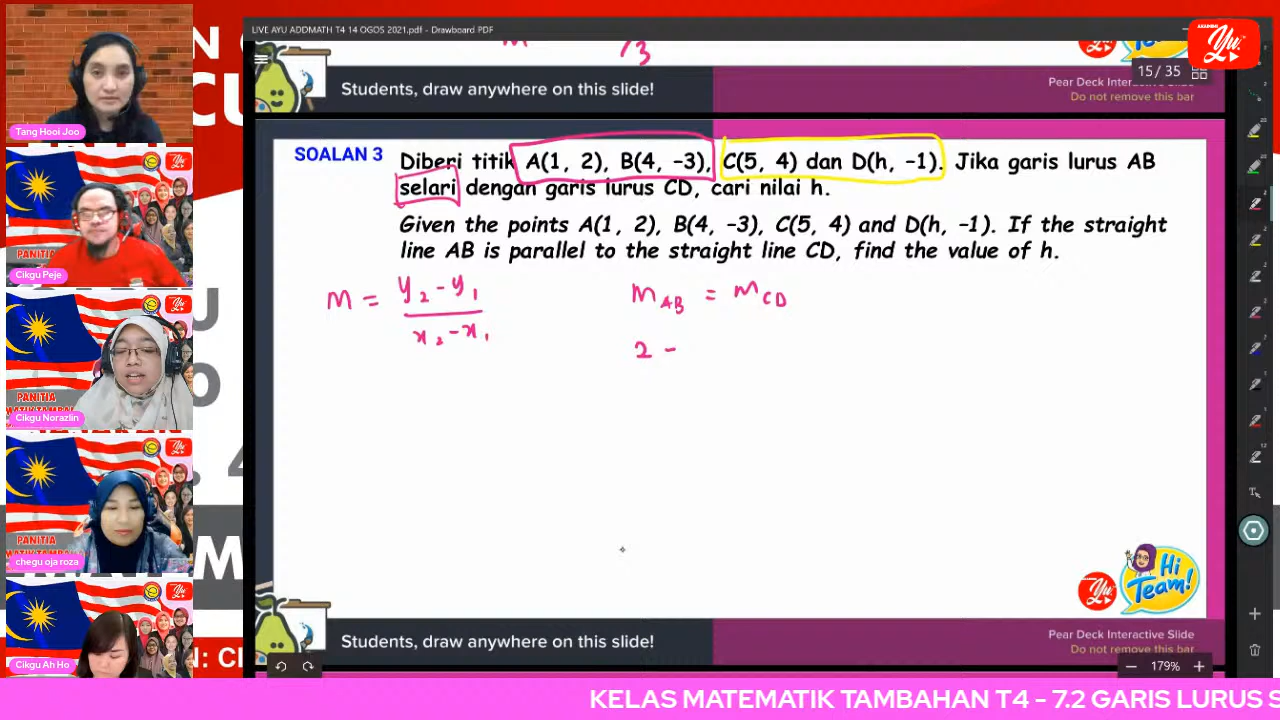 LIVE AYU ADDMATH T4 14 OGOS 2021.pdf - Drawboard PDF
15/35
Students, draw anywhere on this slide!
Pear Deck Interactive Slide
Do not remove this bar
SOALAN 3
Diberi titik A(1, 2), B(4, -3), C(5, 4) dan D(h, -1). Jika garis lurus AB
selari dengan garis lurus CD, cari nilai h.
Given the points A(1, 2), B(4, -3), C(5, 4) and D(h, -1). If the straight
line AB is parallel to the straight line CD, find the value of h.
m = y₂ - y₁ / x₂ - x₁
m_AB = m_CD
2 -
Hi Team!
Students, draw anywhere on this slide!
Pear Deck Interactive Slide
Do not remove this bar
179%
Tang Hooi Joo
PANITIA
Cikgu Peje
PANITIA
Cikgu Norazlin
PANITIA
chegu oja roza
Cikgu Ah Ho
KELAS MATEMATIK TAMBAHAN T4 - 7.2 GARIS LURUS S